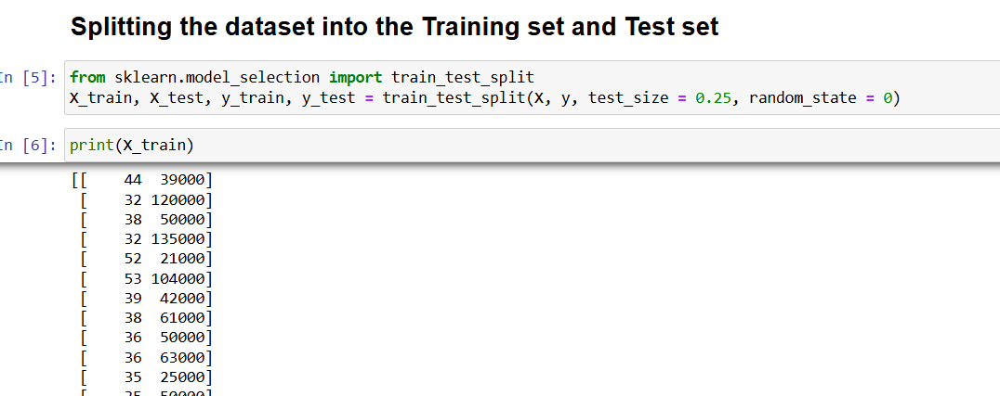 Splitting the dataset into the Training set and Test set
In [5]: from sklearn.model_selection import train_test_split
X_train, X_test, y_train, y_test = train_test_split(X, y, test_size = 0.25, random_state = 0)
In [6]: print(X_train)
[[    44  39000]
 [    32 120000]
 [    38  50000]
 [    32 135000]
 [    52  21000]
 [    53 104000]
 [    39  42000]
 [    38  61000]
 [    36  50000]
 [    36  63000]
 [    35  25000]
 [    35  50000]